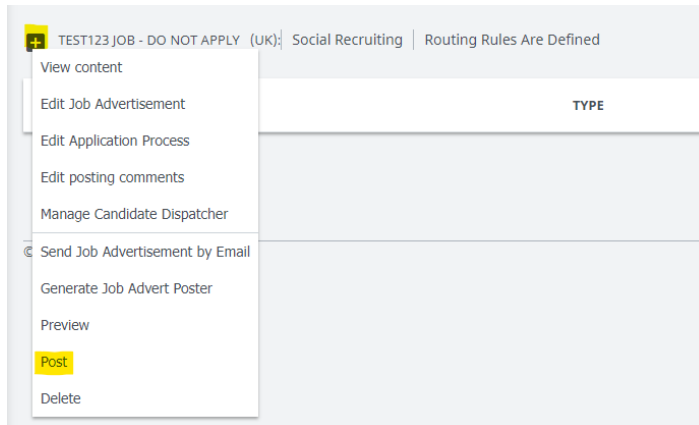 TEST123 JOB - DO NOT APPLY (UK): Social Recruiting Routing Rules Are Defined
View content
Edit Job Advertisement
TYPE
Edit Application Process
Edit posting comments
Manage Candidate Dispatcher
© Send Job Advertisement by Email
Generate Job Advert Poster
Preview
Post
Delete